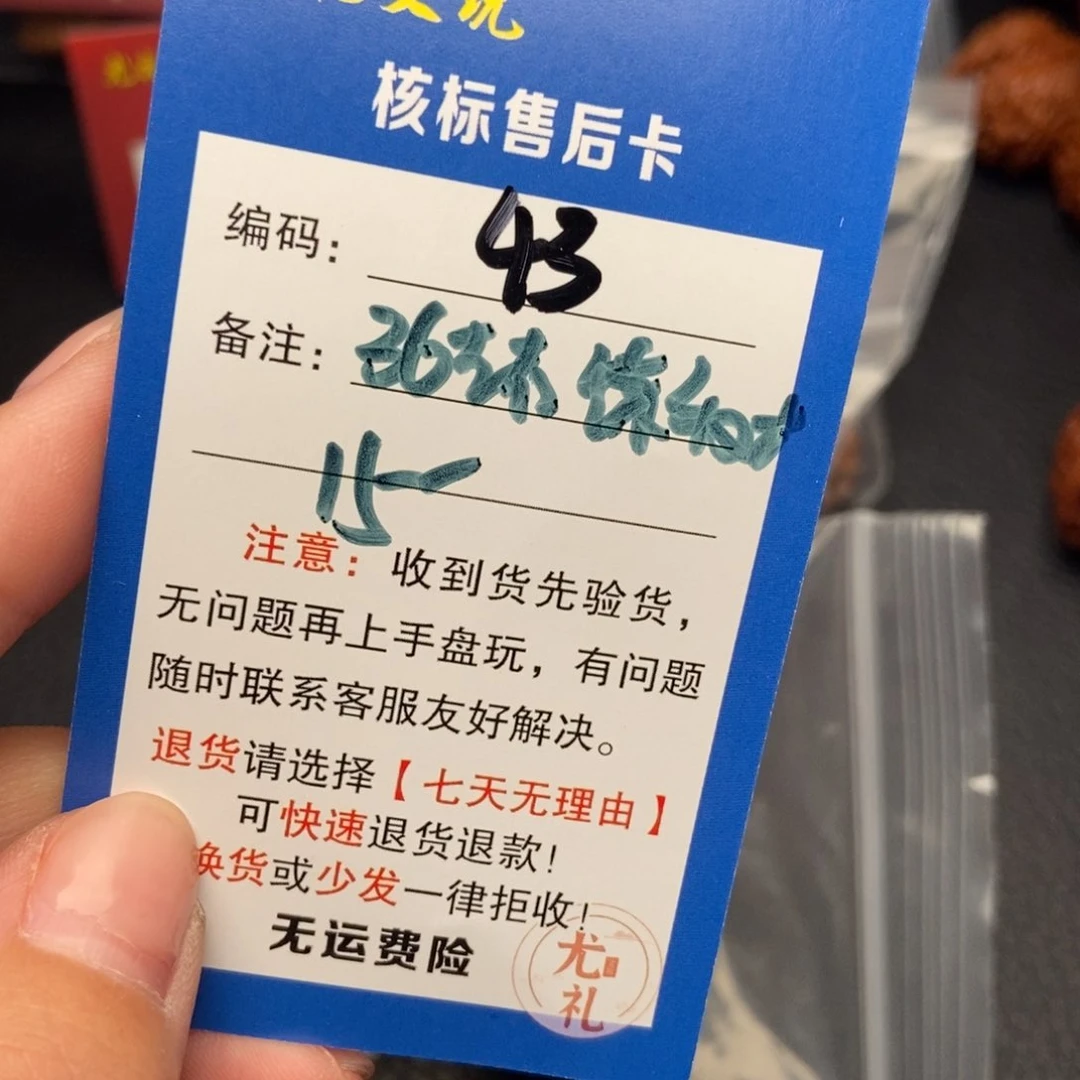 文玩
核标售后卡
编码：43
备注：36
15
注意：收到货先验货，
无问题再上手盘玩，有问题
随时联系客服友好解决。
退货请选择【七天无理由】
可快速退货退款！
换货或少发一律拒收！
无运费险
尤
礼